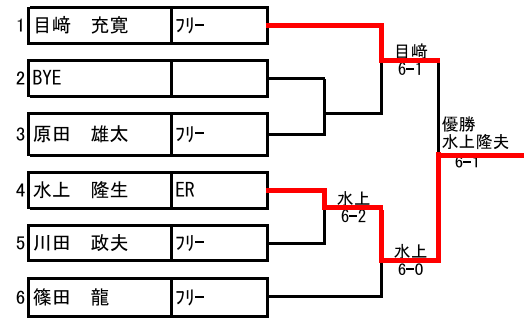 1 目﨑 充寛 フリー
目﨑
6-1
2 BYE
3 原田 雄太 フリー
優勝
水上隆夫
6-1
4 水上 隆生 ER
水上
6-2
5 川田 政夫 フリー
水上
6-0
6 篠田 龍 フリー